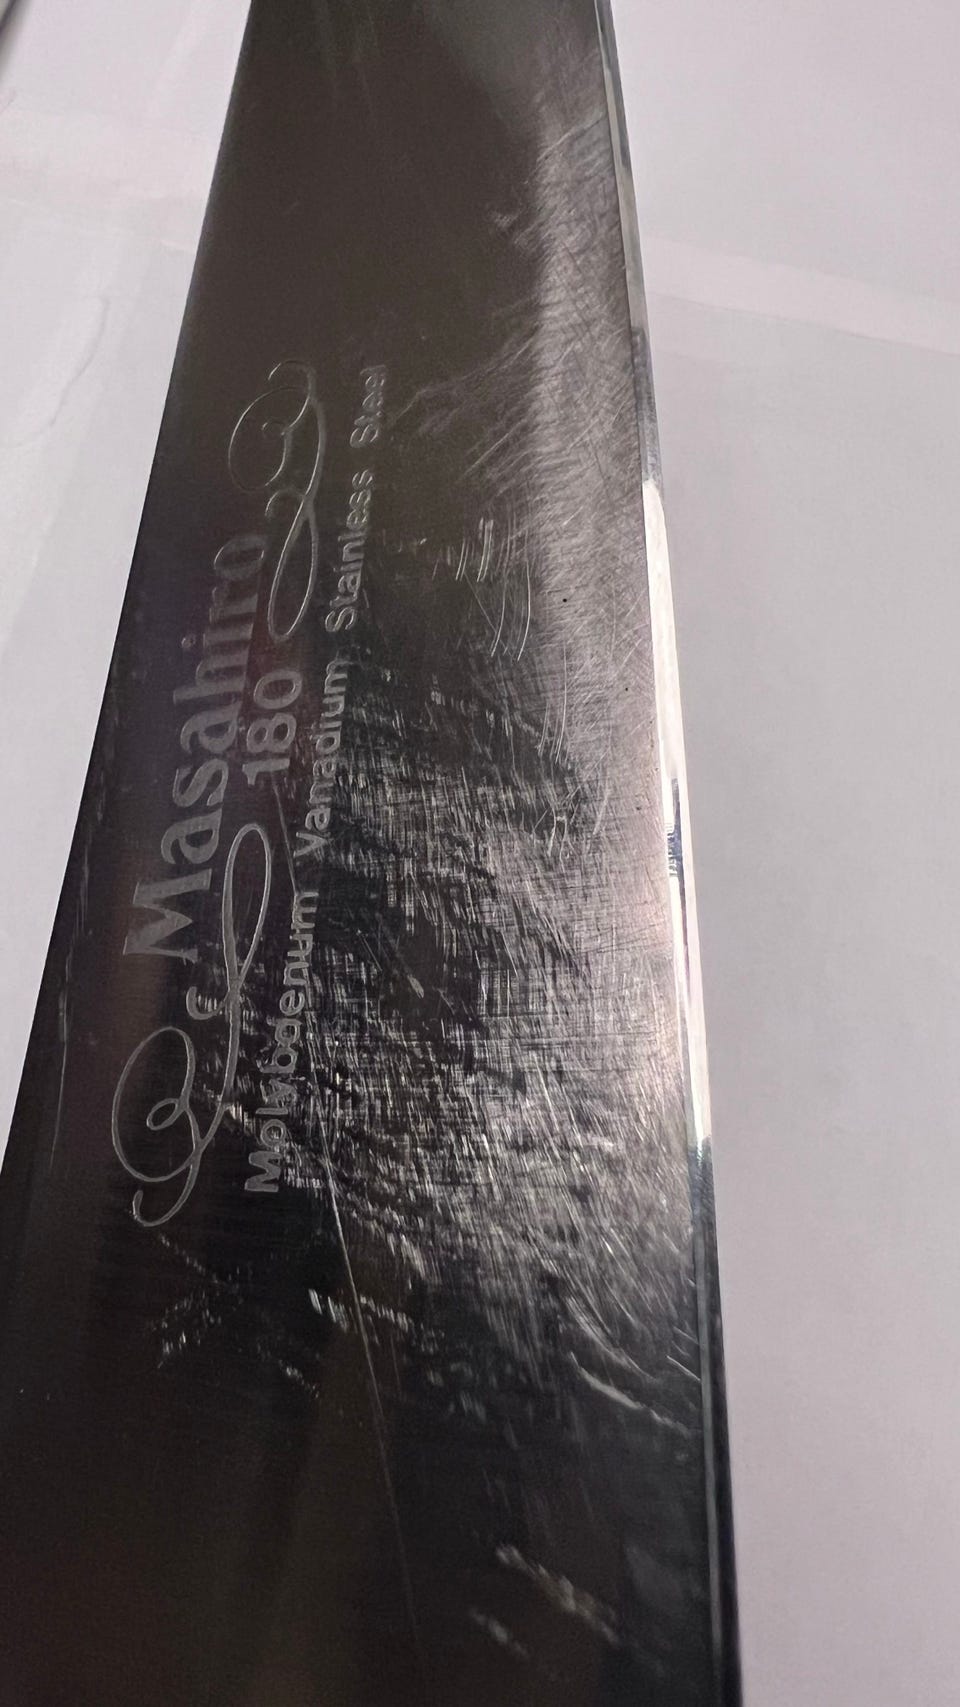 Masahiro
180
Molybdenum Vanadium Stainless Steel